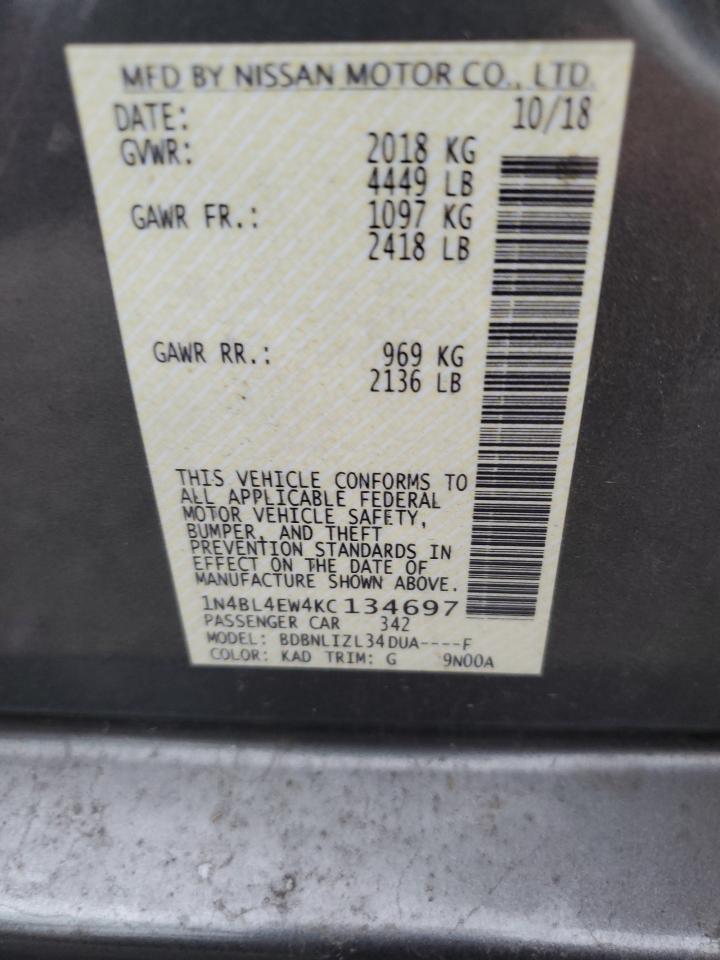 MFD BY NISSAN MOTOR CO., LTD.
DATE: 10/18
GVWR: 2018 KG
4449 LB
GAWR FR.: 1097 KG
2418 LB
GAWR RR.: 969 KG
2136 LB
THIS VEHICLE CONFORMS TO
ALL APPLICABLE FEDERAL
MOTOR VEHICLE SAFETY,
BUMPER, AND THEFT
PREVENTION STANDARDS IN
EFFECT ON THE DATE OF
MANUFACTURE SHOWN ABOVE.
1N4BL4EW4KC134697
PASSENGER CAR 342
MODEL: BDBNLIZL34DUA----F
COLOR: KAD TRIM: G 9N00A